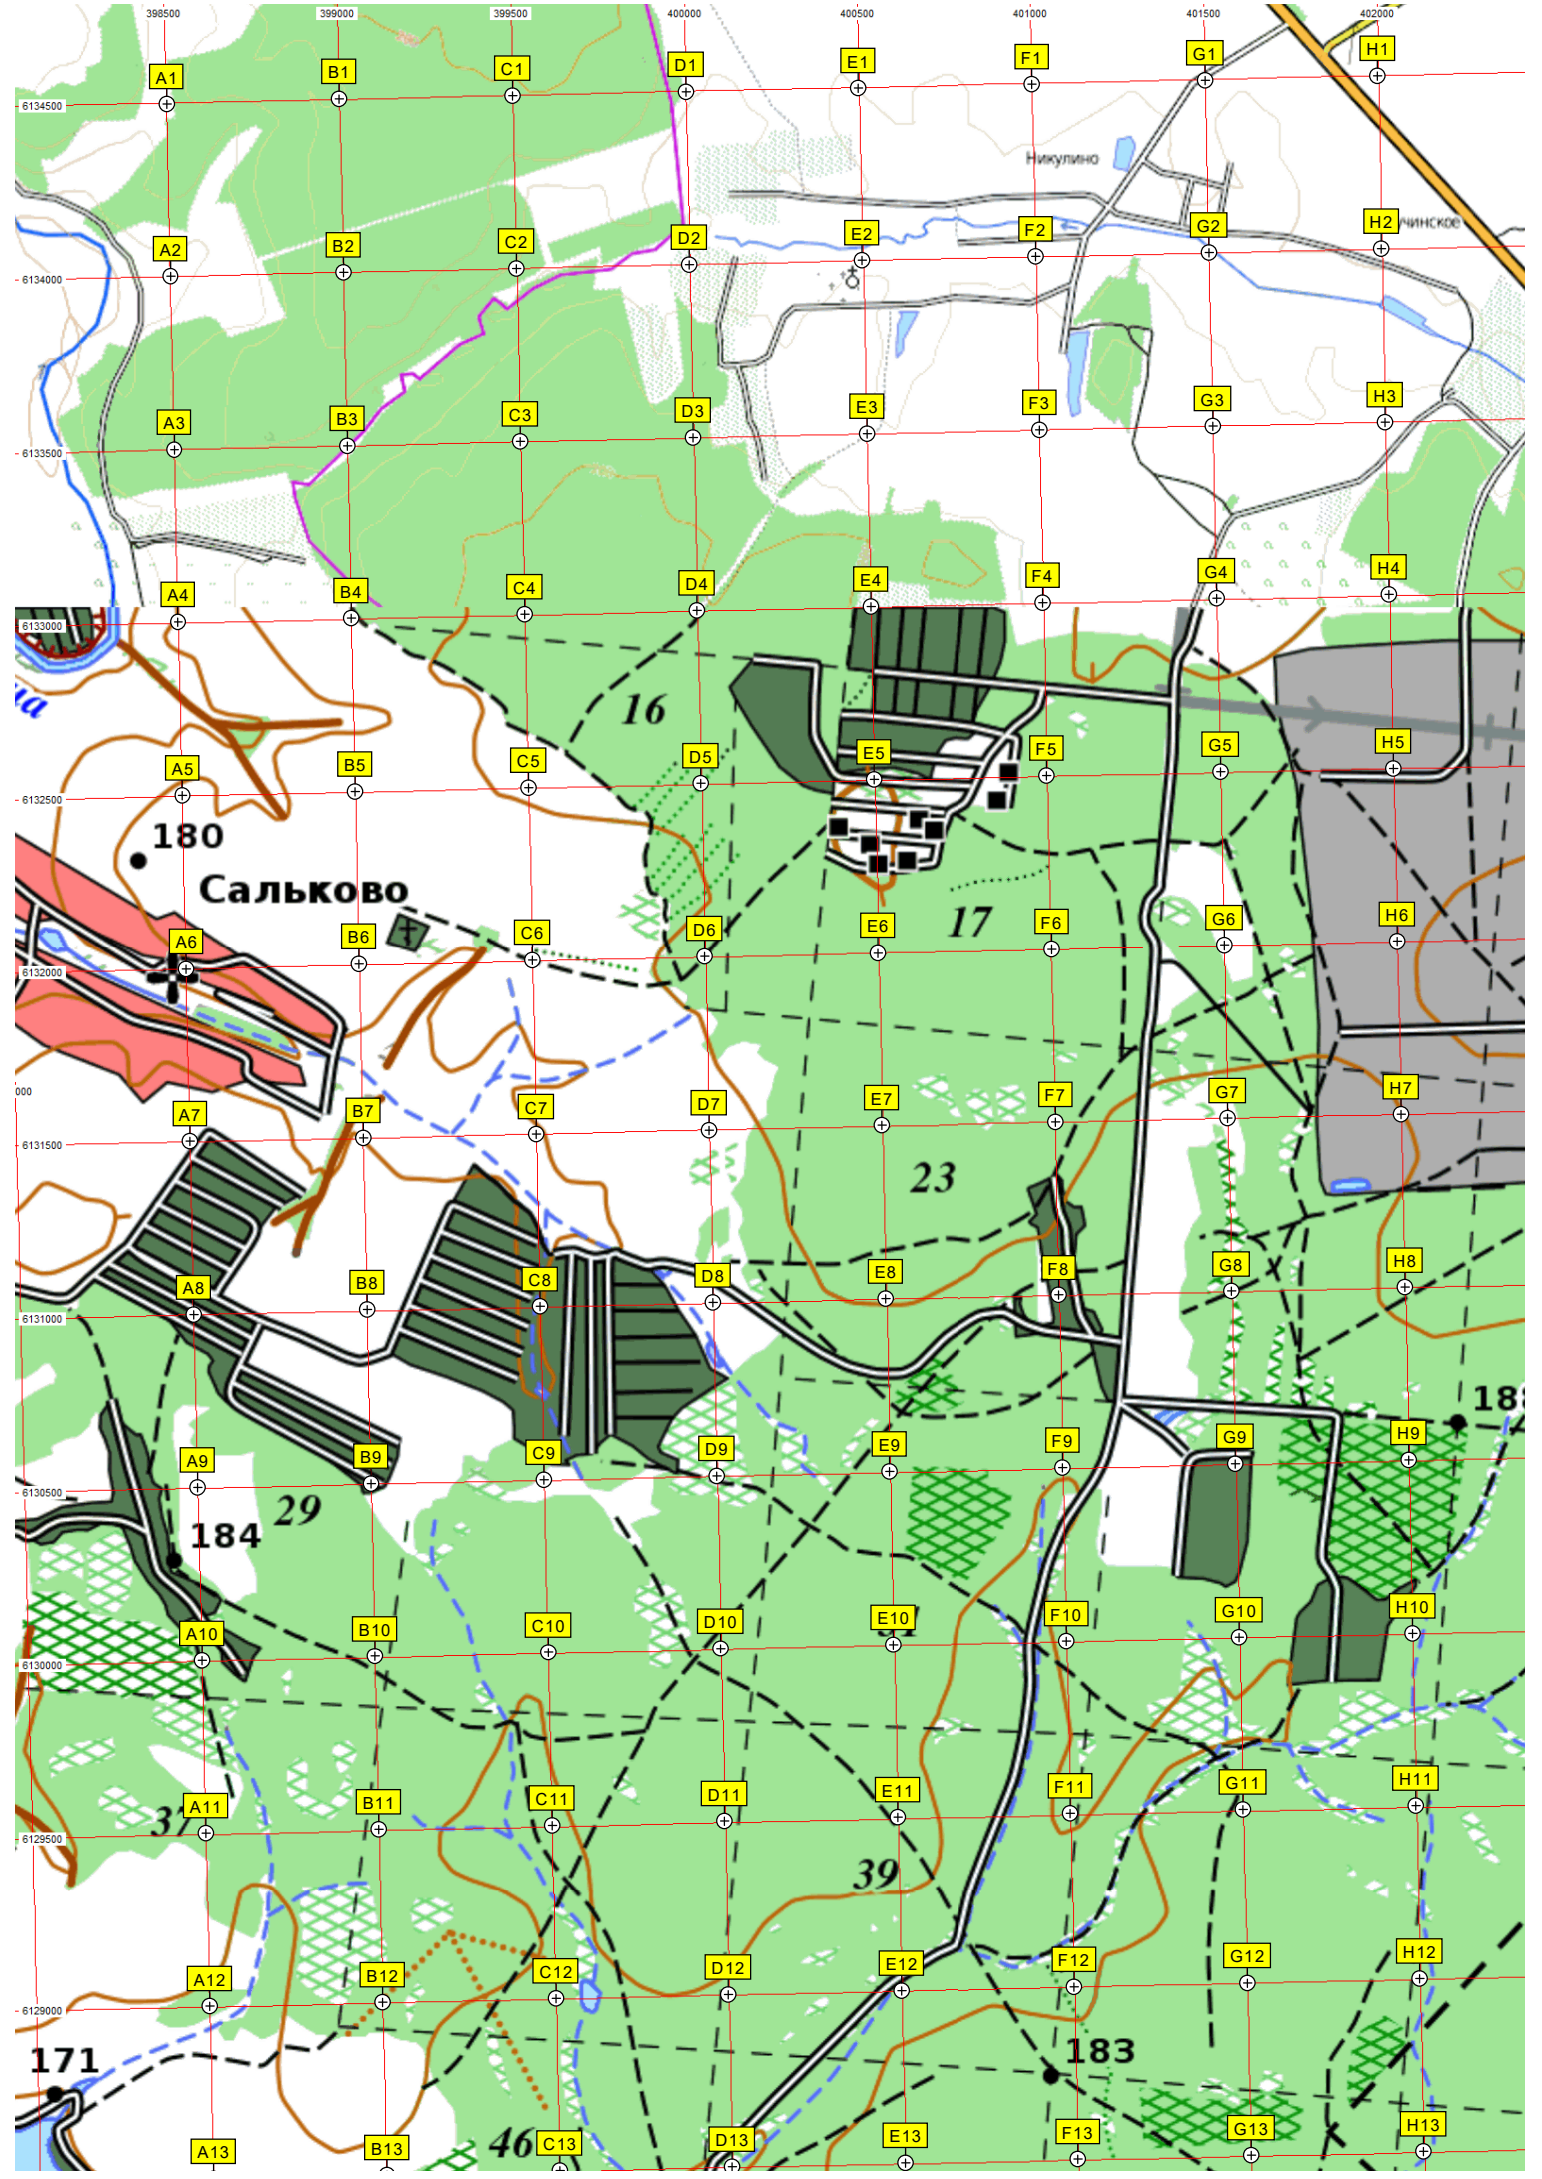 398500 399000 399500 400000 400500 401000 401500 402000
A1 B1 C1 D1 E1 F1 G1 H1
6134500
Никулино
чинское
A2 B2 C2 D2 E2 F2 G2 H2
6134000
A3 B3 C3 D3 E3 F3 G3 H3
6133500
A4 B4 C4 D4 E4 F4 G4 H4
6133000
16
A5 B5 C5 D5 E5 F5 G5 H5
6132500
180
Сальково
17
A6 B6 C6 D6 E6 F6 G6 H6
6132000
000
A7 B7 C7 D7 E7 F7 G7 H7
6131500
23
A8 B8 C8 D8 E8 F8 G8 H8
6131000
188
A9 B9 C9 D9 E9 F9 G9 H9
6130500
29
184
A10 B10 C10 D10 E10 F10 G10 H10
6130000
A11 B11 C11 D11 E11 F11 G11 H11
37
6129500
39
A12 B12 C12 D12 E12 F12 G12 H12
6129000
171
183
46
A13 B13 C13 D13 E13 F13 G13 H13